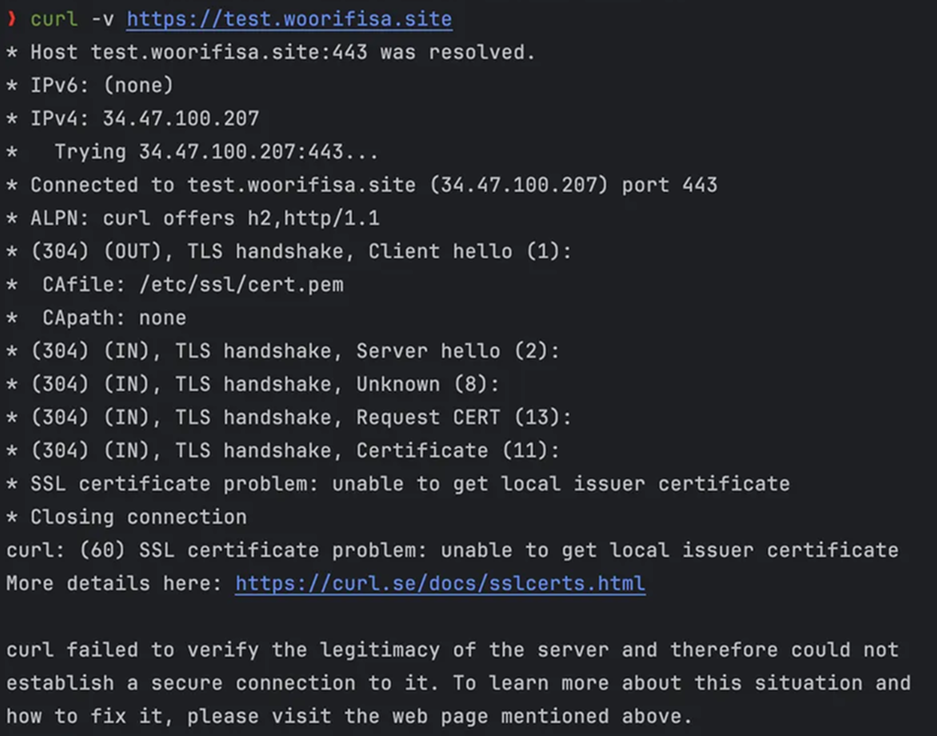 ❯ curl -v https://test.woorifisa.site
* Host test.woorifisa.site:443 was resolved.
* IPv6: (none)
* IPv4: 34.47.100.207
*   Trying 34.47.100.207:443...
* Connected to test.woorifisa.site (34.47.100.207) port 443
* ALPN: curl offers h2,http/1.1
* (304) (OUT), TLS handshake, Client hello (1):
*  CAfile: /etc/ssl/cert.pem
*  CApath: none
* (304) (IN), TLS handshake, Server hello (2):
* (304) (IN), TLS handshake, Unknown (8):
* (304) (IN), TLS handshake, Request CERT (13):
* (304) (IN), TLS handshake, Certificate (11):
* SSL certificate problem: unable to get local issuer certificate
* Closing connection
curl: (60) SSL certificate problem: unable to get local issuer certificate
More details here: https://curl.se/docs/sslcerts.html

curl failed to verify the legitimacy of the server and therefore could not
establish a secure connection to it. To learn more about this situation and
how to fix it, please visit the web page mentioned above.